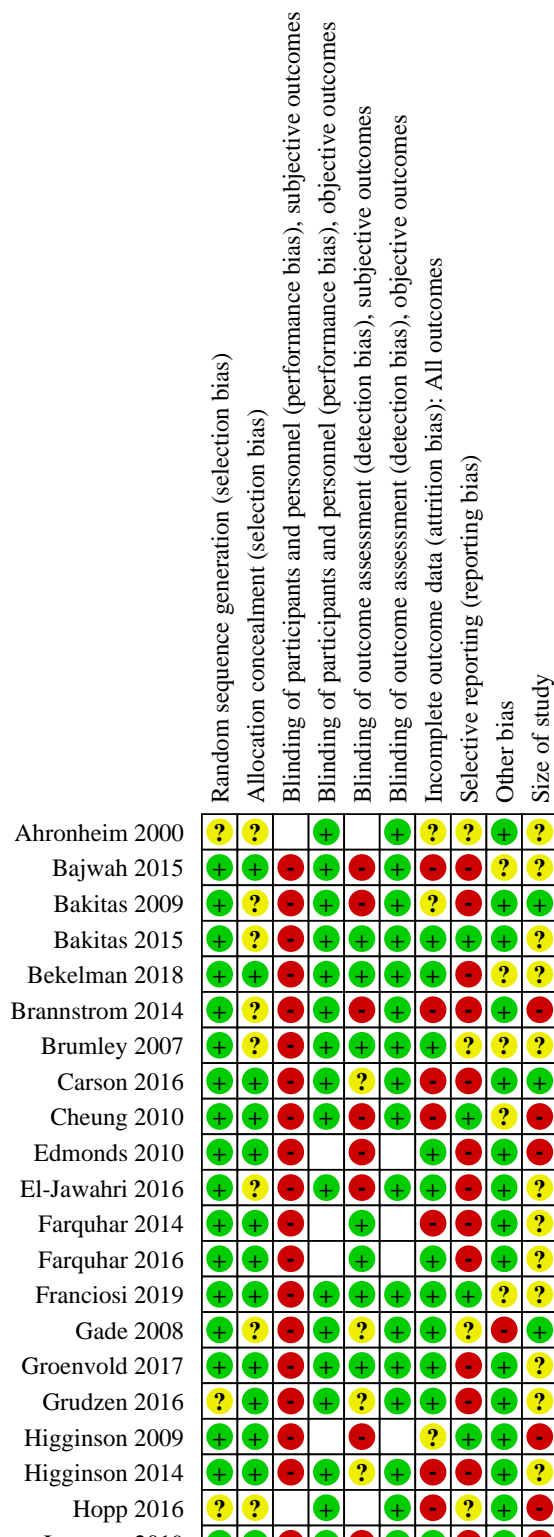 Random sequence generation (selection bias)
Allocation concealment (selection bias)
Blinding of participants and personnel (performance bias), subjective outcomes
Blinding of participants and personnel (performance bias), objective outcomes
Blinding of outcome assessment (detection bias), subjective outcomes
Blinding of outcome assessment (detection bias), objective outcomes
Incomplete outcome data (attrition bias): All outcomes
Selective reporting (reporting bias)
Other bias
Size of study
Ahronheim 2000 ? ? + + ? ? + ?
Bajwah 2015 + + - + - + - - ? ?
Bakitas 2009 + ? - + - + ? - + +
Bakitas 2015 + ? - + + + + + + ?
Bekelman 2018 + + - + + + + - ? ?
Brannstrom 2014 + ? - + - + - - + -
Brumley 2007 + ? - + + + + ? ? ?
Carson 2016 + + - + ? + - - + +
Cheung 2010 + + - + - + - + ? -
Edmonds 2010 + + - - + - + -
El-Jawahri 2016 + ? - + - + + - + ?
Farquhar 2014 + + - + - - + ?
Farquhar 2016 + + - + + - + ?
Franciosi 2019 + + - + + + + + ? ?
Gade 2008 + ? - + ? + + ? - +
Groenvold 2017 + + - + + + + - + ?
Grudzen 2016 ? + - + ? + + - + ?
Higginson 2009 + + - - ? + + -
Higginson 2014 + + - + ? + - - + ?
Hopp 2016 ? ? + + - ? + -